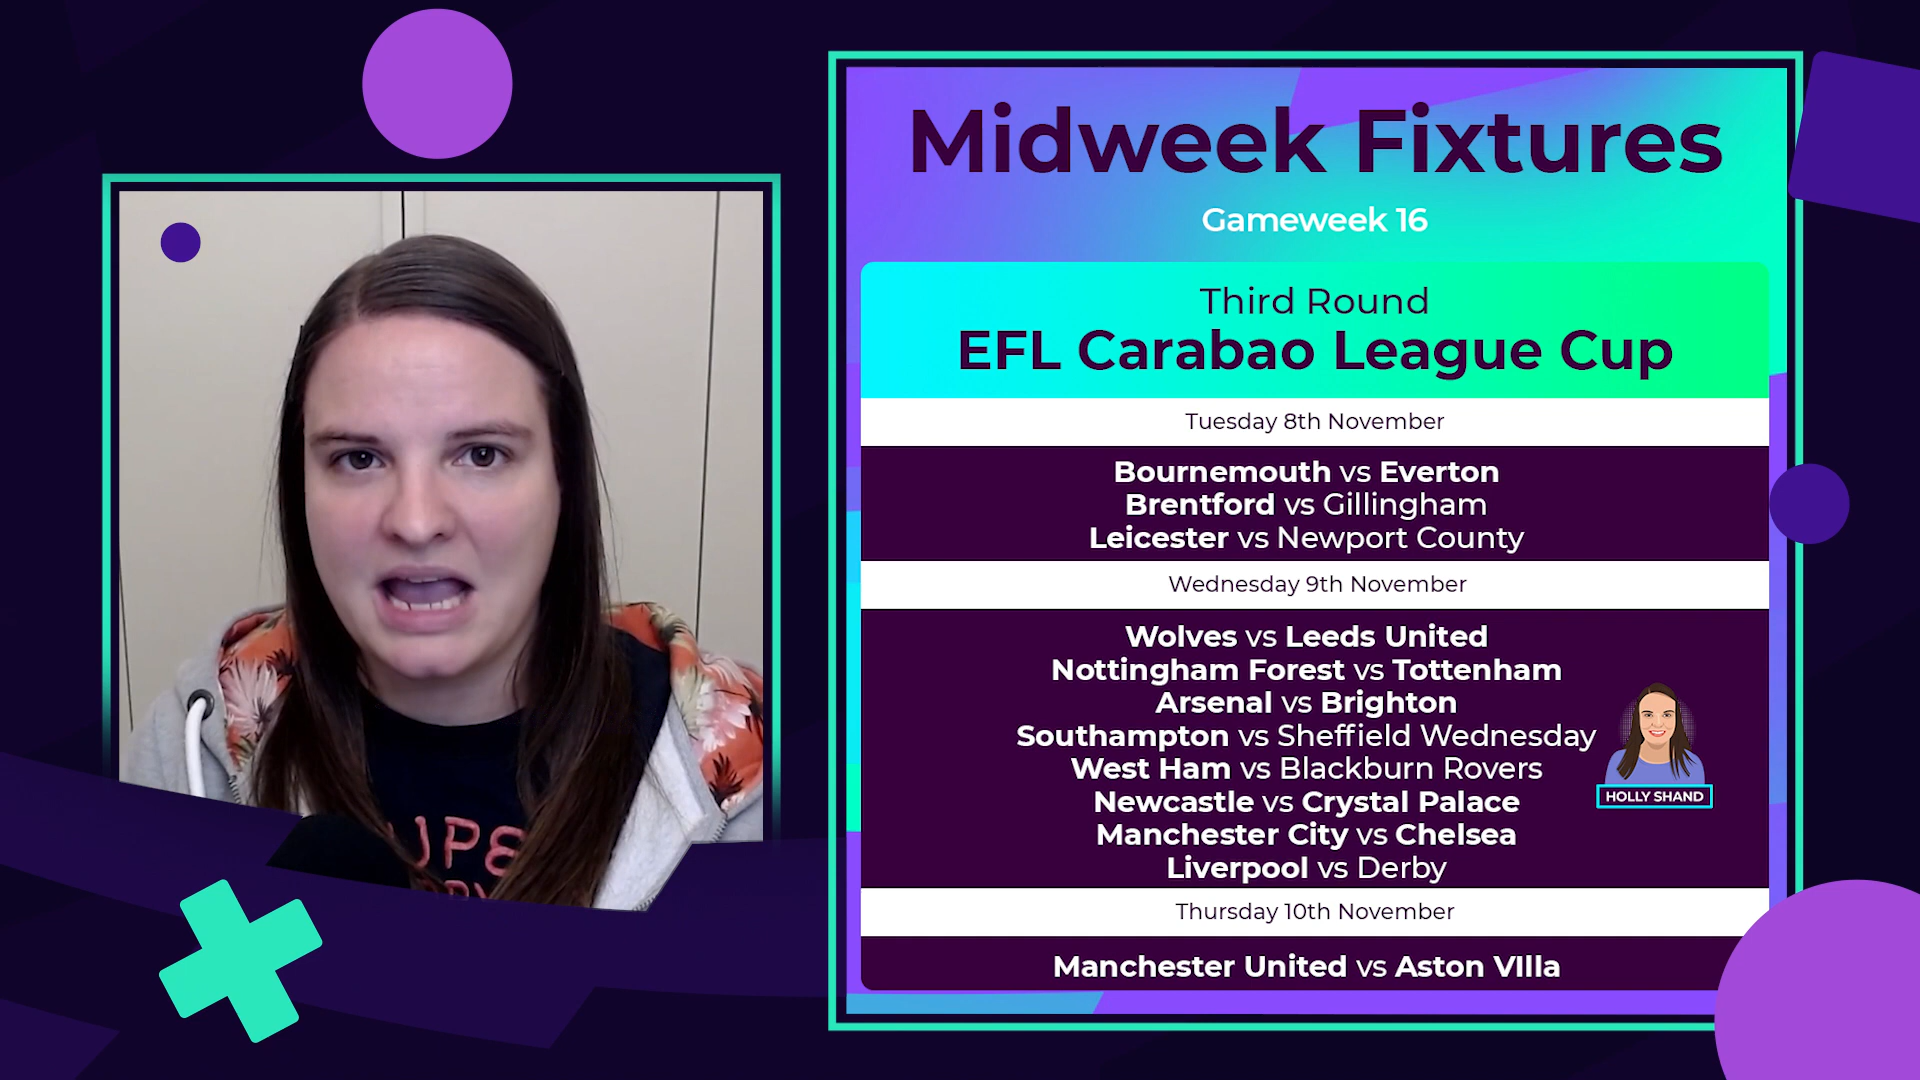 Midweek Fixtures
Gameweek 16
Third Round
EFL Carabao League Cup
Tuesday 8th November
Bournemouth vs Everton
Brentford vs Gillingham
Leicester vs Newport County
Wednesday 9th November
Wolves vs Leeds United
Nottingham Forest vs Tottenham
Arsenal vs Brighton
Southampton vs Sheffield Wednesday
West Ham vs Blackburn Rovers
Newcastle vs Crystal Palace
Manchester City vs Chelsea
Liverpool vs Derby
HOLLY SHAND
Thursday 10th November
Manchester United vs Aston VIlla